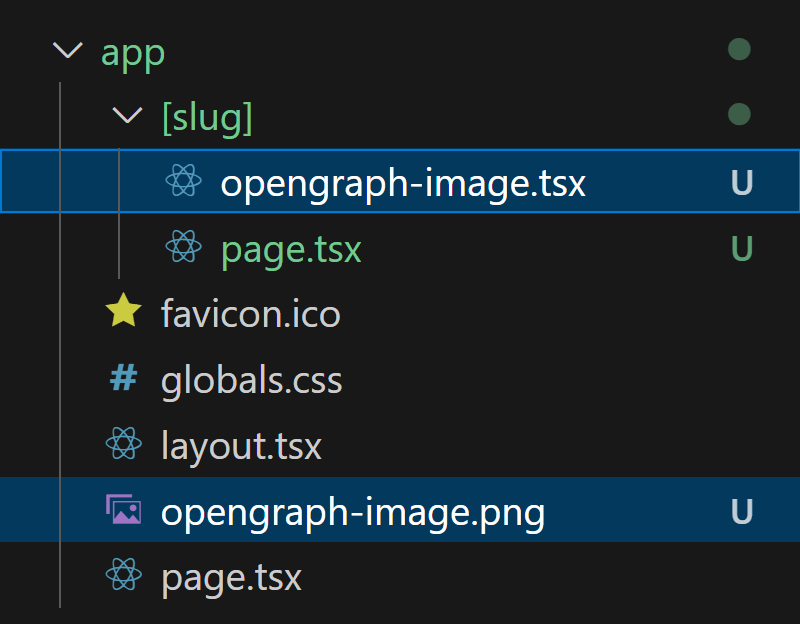 app
[slug]
opengraph-image.tsx U
page.tsx U
favicon.ico
# globals.css
layout.tsx
opengraph-image.png U
page.tsx